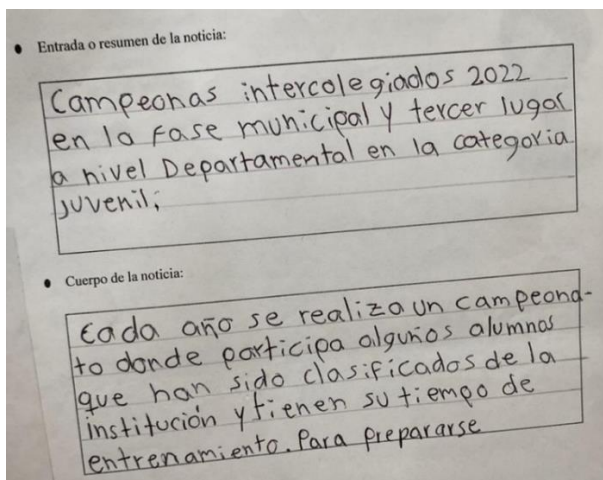 Entrada o resumen de la noticia:
Campeonas intercolegiados 2022
en la Fase municipal y tercer lugar
a nivel Departamental en la categoria
juvenil;
Cuerpo de la noticia:
cada año se realiza un campeona-
to donde participa algunos alumnos
que han sido clasificados de la
institución y tienen su tiempo de
entrenamiento. Para prepararse